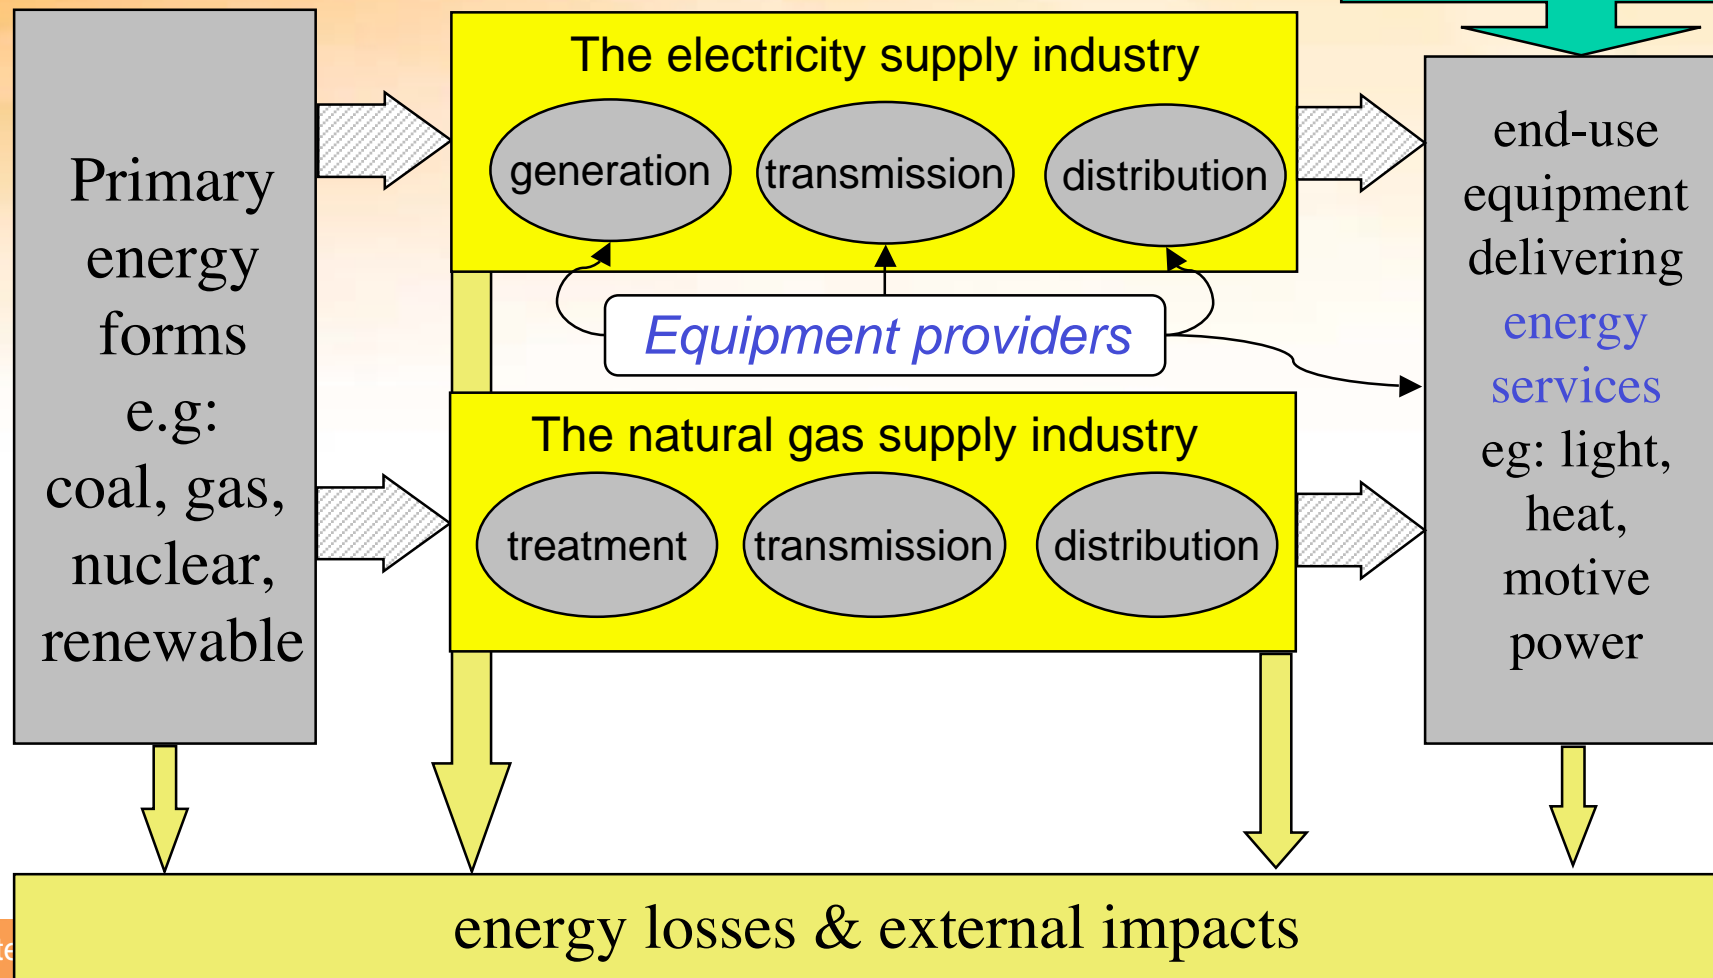 Primary
energy
forms
e.g:
coal, gas,
nuclear,
renewable
The electricity supply industry
generation transmission distribution
Equipment providers
The natural gas supply industry
treatment transmission distribution
end-use
equipment
delivering
energy
services
eg: light,
heat,
motive
power
energy losses & external impacts